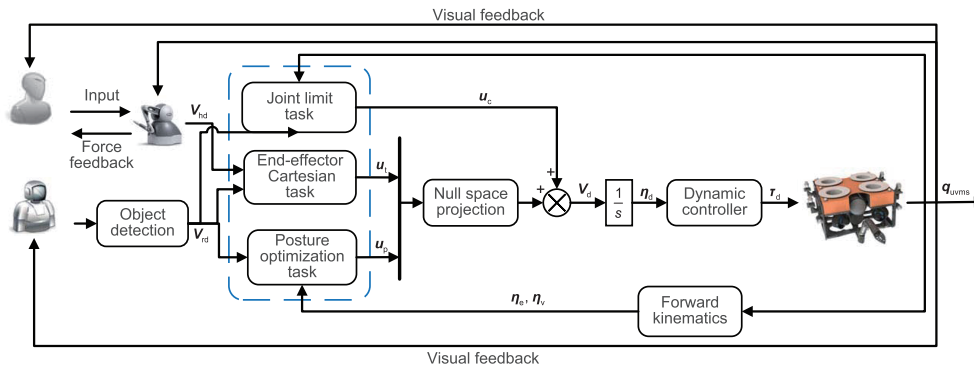 Visual feedback
Input
Force
feedback
V_hd
Joint limit
task
u_c
End-effector
Cartesian
task
u_t
Object
detection
V_rd
Posture
optimization
task
u_p
Null space
projection
+
+
V_d
1
s
η_d
Dynamic
controller
τ_d
q_uvms
η_e, η_v
Forward
kinematics
Visual feedback